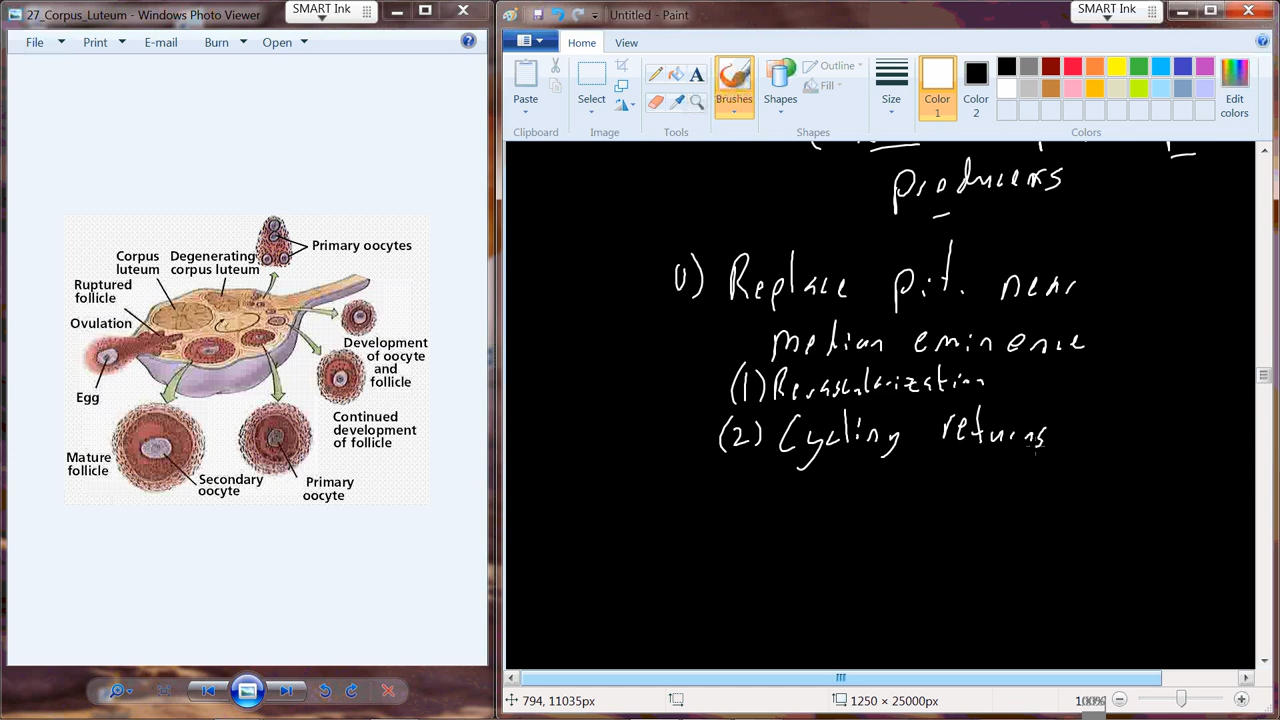 27_Corpus_Luteum - Windows Photo Viewer
SMART Ink
File Print E-mail Burn Open
Primary oocytes
Corpus luteum
Degenerating corpus luteum
Ruptured follicle
Ovulation
Egg
Development of oocyte and follicle
Continued development of follicle
Mature follicle
Secondary oocyte
Primary oocyte
Untitled - Paint
SMART Ink
Home View
Paste
Clipboard
Select
Image
Tools
Brushes
Shapes
Outline
Fill
Shapes
Size
Color 1
Color 2
Edit colors
Colors
producers
Replace pit. near
median eminence
(1) Revascularization
(2) Cycling returns
794, 11035px
1250 × 25000px
100%